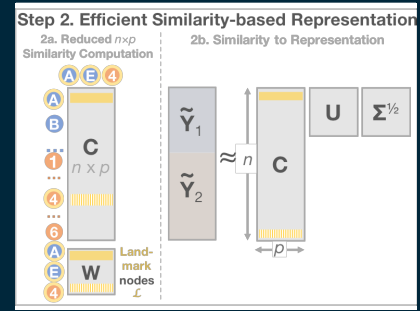 Step 2. Efficient Similarity-based Representation
2a. Reduced n×p
Similarity Computation
2b. Similarity to Representation
A E 4
A
B
...
1
...
4
...
6
C
n x p
A
E
4
W
Land-
mark
nodes
ℒ
Ỹ1
Ỹ2
≈
n
C
p
U
Σ½